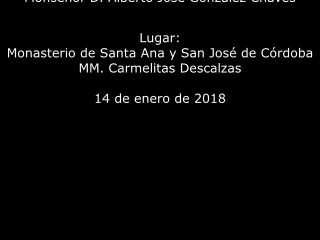 Monseñor D. Alberto José González Chaves
Lugar:
Monasterio de Santa Ana y San José de Córdoba
MM. Carmelitas Descalzas
14 de enero de 2018